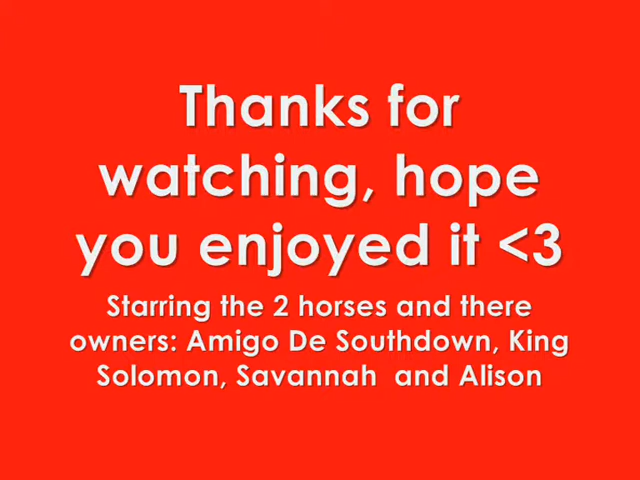 Thanks for
watching, hope
you enjoyed it <3
Starring the 2 horses and there
owners: Amigo De Southdown, King
Solomon, Savannah  and Alison